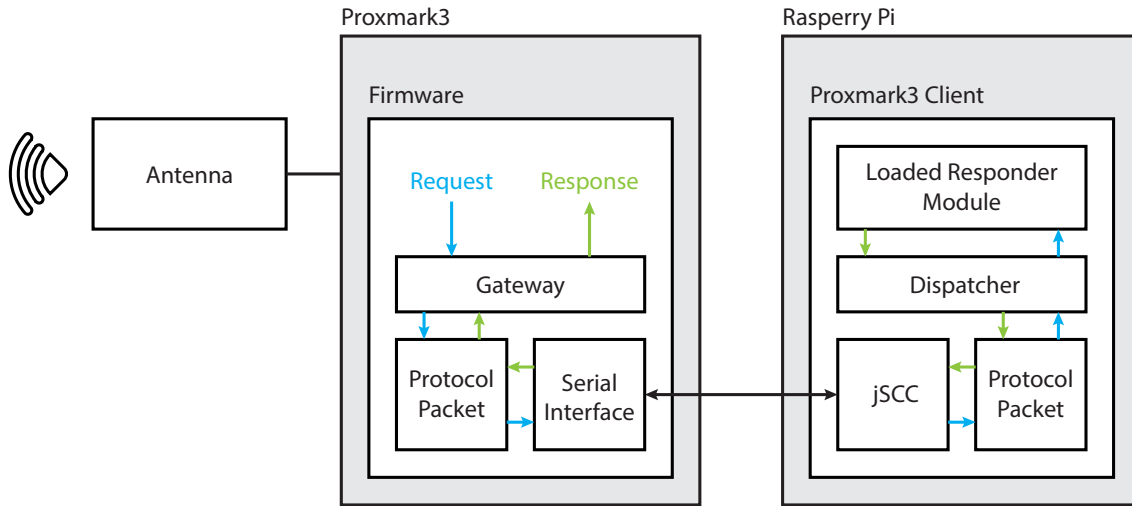 Proxmark3
Rasperry Pi
Firmware
Proxmark3 Client
Antenna
Request
Response
Gateway
Protocol
Packet
Serial
Interface
Loaded Responder
Module
Dispatcher
jSCC
Protocol
Packet